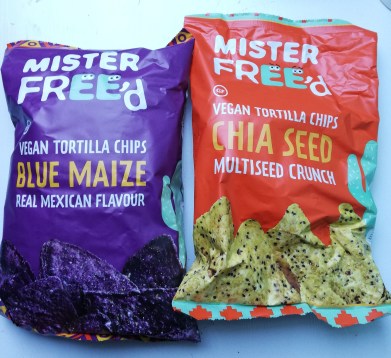 MISTER
FREE'd
VEGAN TORTILLA CHIPS
BLUE MAIZE
REAL MEXICAN FLAVOUR
MISTER
FREE'd
VEGAN TORTILLA CHIPS
CHIA SEED
MULTISEED CRUNCH